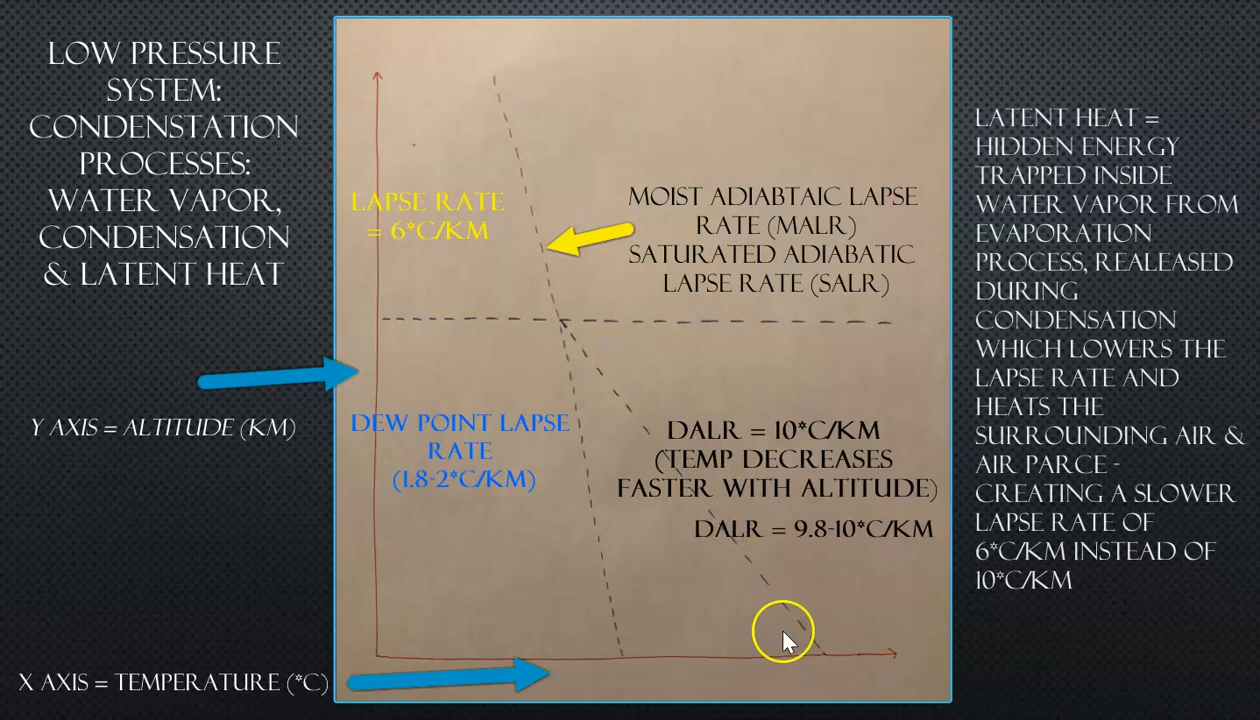 LOW PRESSURE
SYSTEM:
CONDENSTATION
PROCESSES:
WATER VAPOR,
CONDENSATION
& LATENT HEAT
Y AXIS = ALTITUDE (KM)
X AXIS = TEMPERATURE (*C)
LAPSE RATE
= 6*C/KM
MOIST ADIABTAIC LAPSE
RATE (MALR)
SATURATED ADIABATIC
LAPSE RATE (SALR)
DEW POINT LAPSE
RATE
(1.8-2*C/KM)
DALR = 10*C/KM
(TEMP DECREASES
FASTER WITH ALTITUDE)
DALR = 9.8-10*C/KM
LATENT HEAT =
HIDDEN ENERGY
TRAPPED INSIDE
WATER VAPOR FROM
EVAPORATION
PROCESS, REALEASED
DURING
CONDENSATION
WHICH LOWERS THE
LAPSE RATE AND
HEATS THE
SURROUNDING AIR &
AIR PARCE -
CREATING A SLOWER
LAPSE RATE OF
6*C/KM INSTEAD OF
10*C/KM